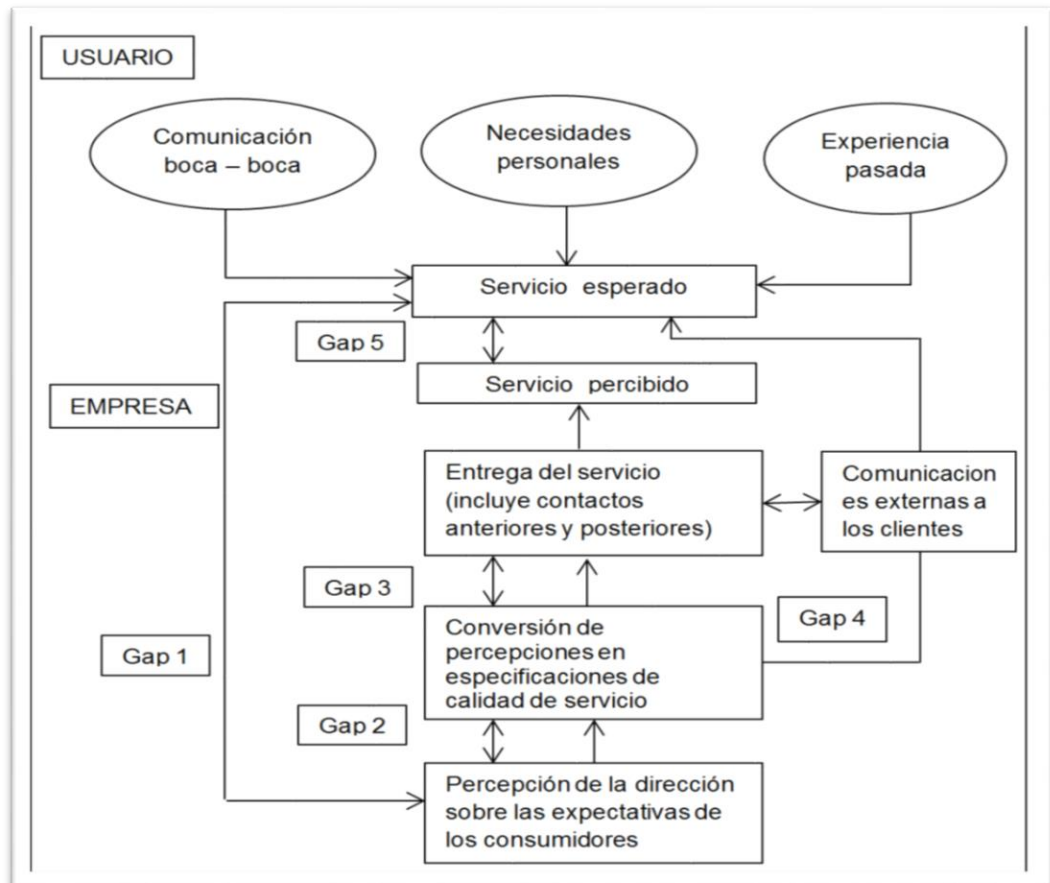 USUARIO
Comunicación
boca – boca
Necesidades
personales
Experiencia
pasada
Servicio esperado
Gap 5
Servicio percibido
EMPRESA
Entrega del servicio
(incluye contactos
anteriores y posteriores)
Comunicacion
es externas a
los clientes
Gap 3
Gap 4
Conversión de
percepciones en
especificaciones de
calidad de servicio
Gap 1
Gap 2
Percepción de la dirección
sobre las expectativas de
los consumidores